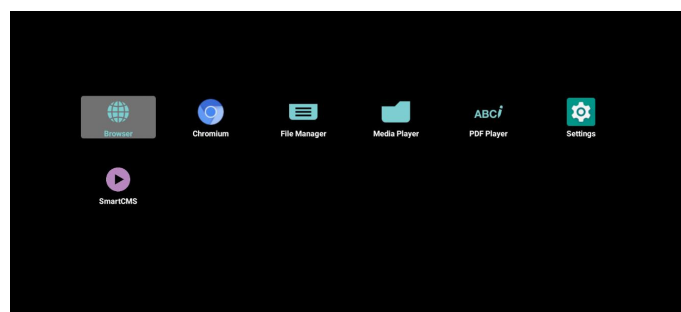 Browser
Chromium
File Manager
Media Player
ABCi
PDF Player
Settings
SmartCMS